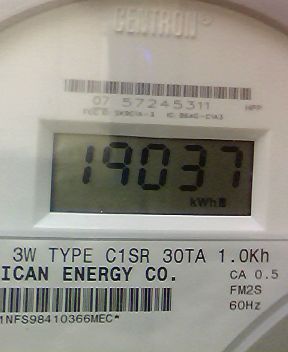 CENTRON
07 57245311
19037
kWh
3W TYPE C1SR 30TA 1.0Kh
ICAN ENERGY CO.
CA 0.5
FM2S
60Hz
1NFS98410366MEC*